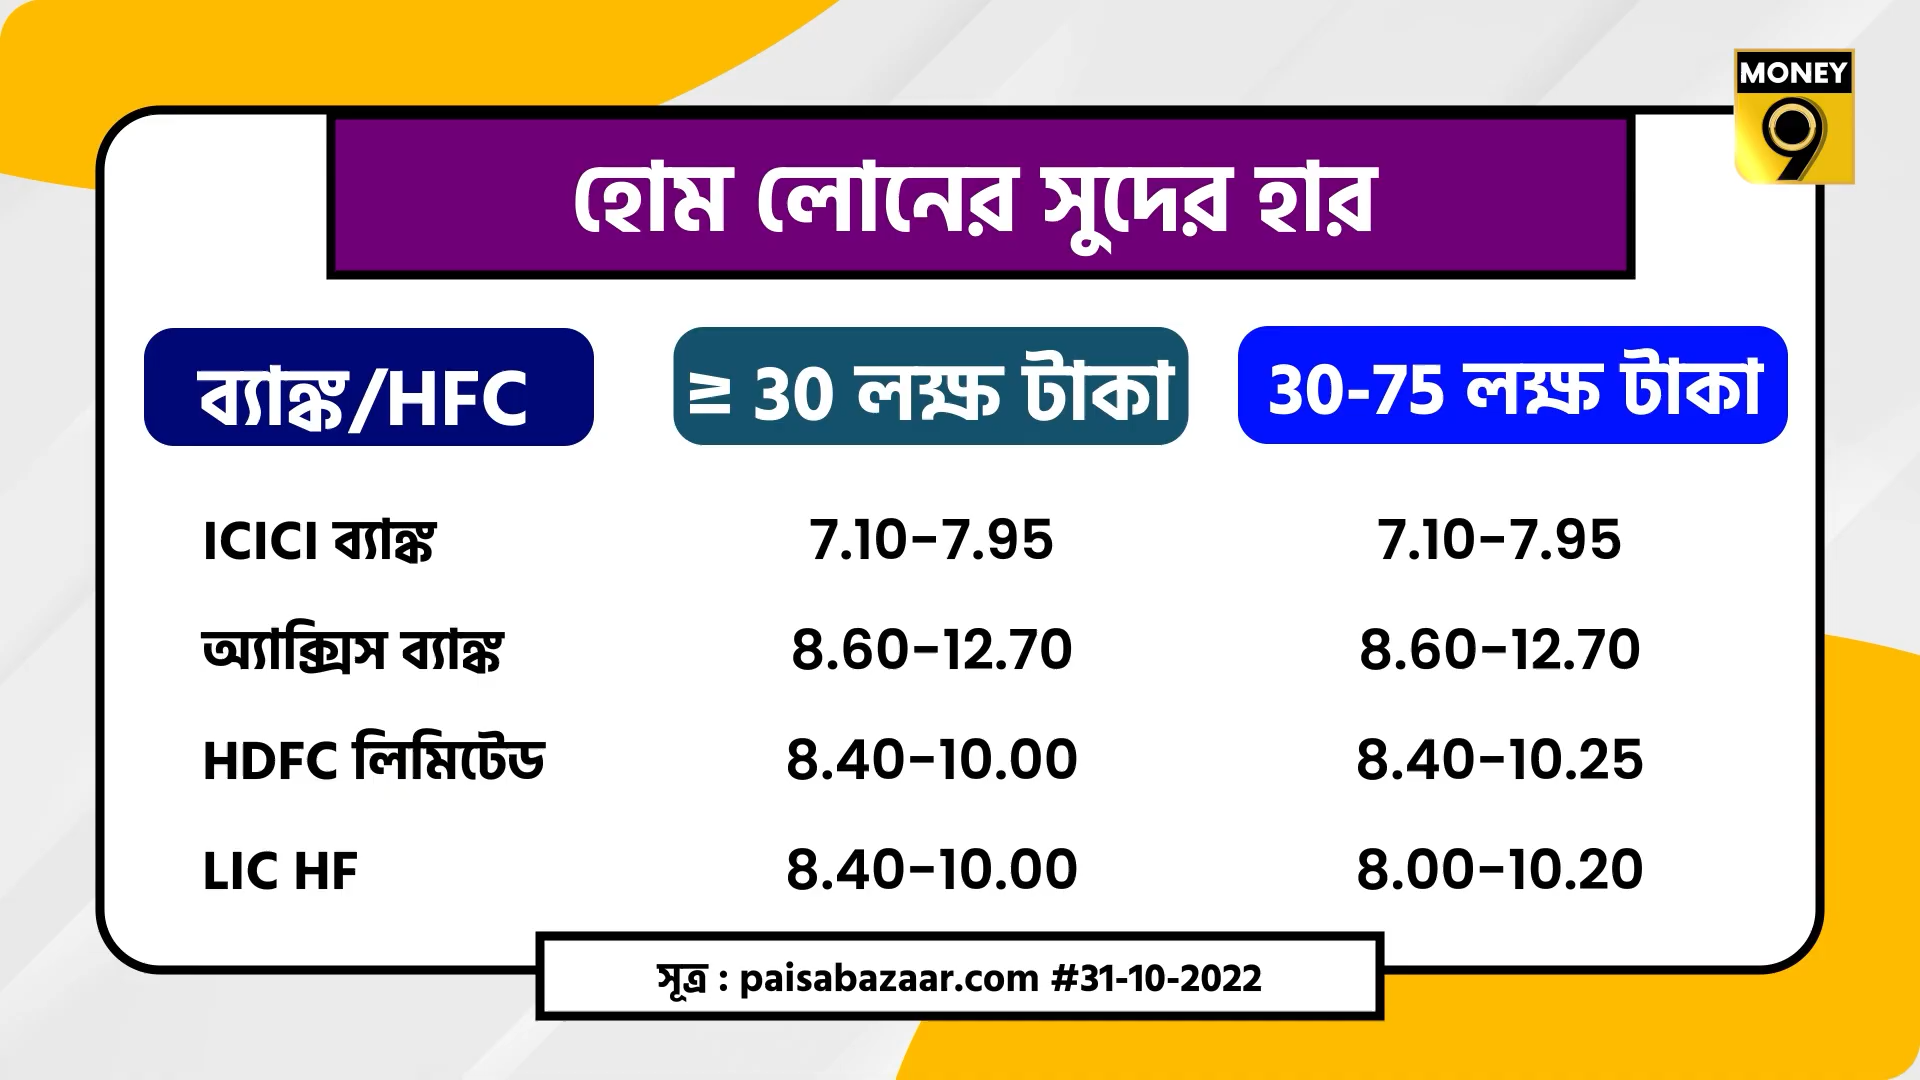 MONEY
9
হোম লোনের সুদের হার
ব্যাঙ্ক/HFC ≥ 30 লক্ষ টাকা 30-75 লক্ষ টাকা
ICICI ব্যাঙ্ক 7.10-7.95 7.10-7.95
অ্যাক্সিস ব্যাঙ্ক 8.60-12.70 8.60-12.70
HDFC লিমিটেড 8.40-10.00 8.40-10.25
LIC HF 8.40-10.00 8.00-10.20
সূত্র : paisabazaar.com #31-10-2022